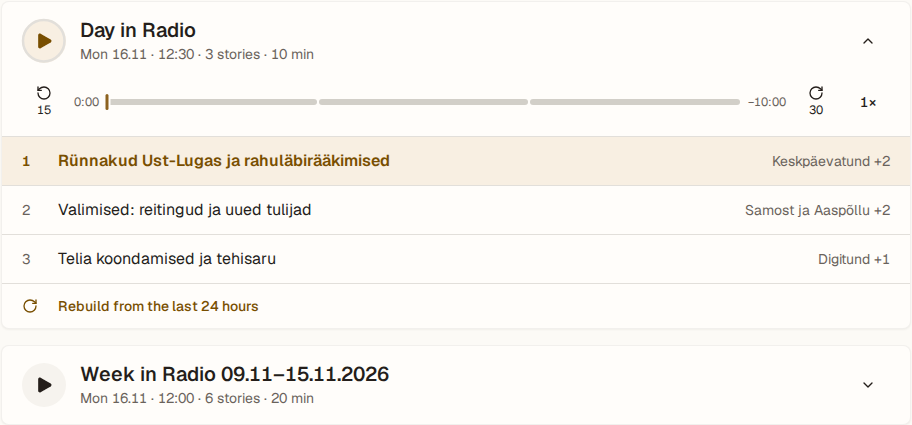 Day in Radio
Mon 16.11 · 12:30 · 3 stories · 10 min
15
0:00
−10:00
30
1×
1 Rünnakud Ust-Lugas ja rahuläbirääkimised Keskpäevatund +2
2 Valimised: reitingud ja uued tulijad Samost ja Aaspõllu +2
3 Telia koondamised ja tehisaru Digitund +1
Rebuild from the last 24 hours
Week in Radio 09.11–15.11.2026
Mon 16.11 · 12:00 · 6 stories · 20 min